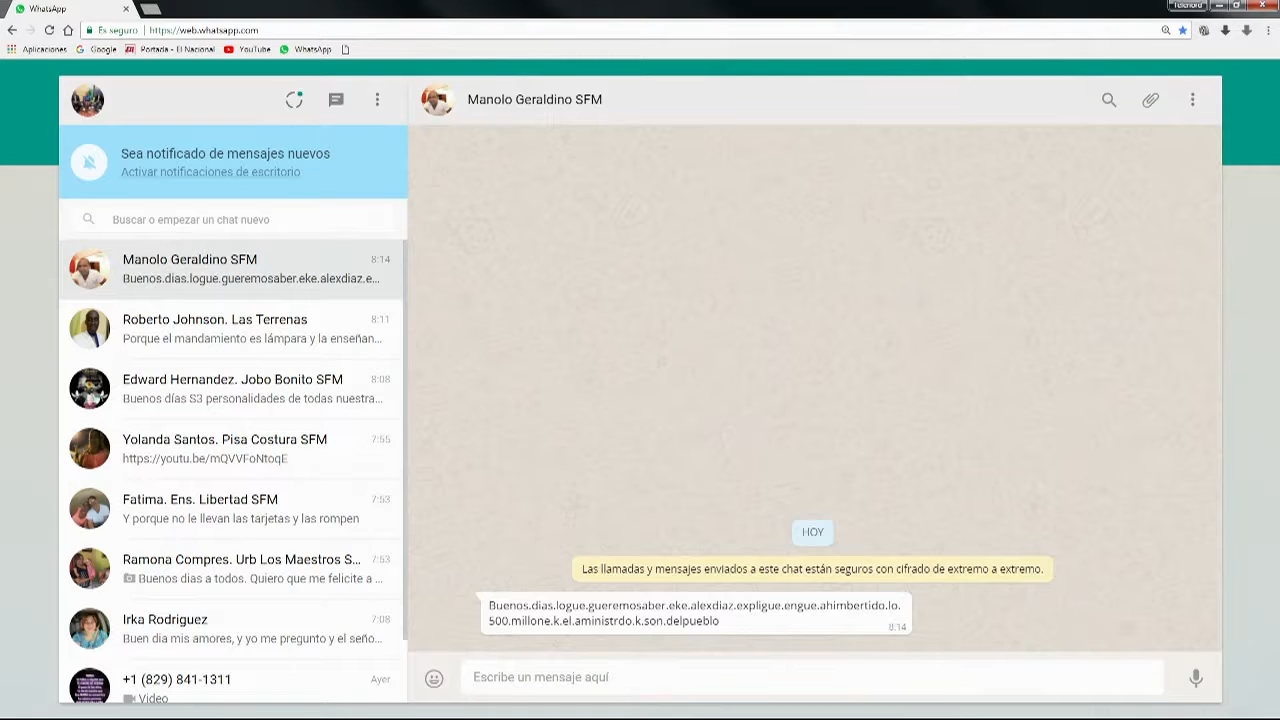 WhatsApp
Telenord
Es seguro | https://web.whatsapp.com
Aplicaciones Google Portada - El Nacional YouTube WhatsApp
Manolo Geraldino SFM
Sea notificado de mensajes nuevos
Activar notificaciones de escritorio
Buscar o empezar un chat nuevo
Manolo Geraldino SFM 8:14
Buenos.dias.logue.gueremosaber.eke.alexdiaz.e...
Roberto Johnson. Las Terrenas 8:11
Porque el mandamiento es lámpara y la enseñan...
Edward Hernandez. Jobo Bonito SFM 8:08
Buenos días S3 personalidades de todas nuestra...
Yolanda Santos. Pisa Costura SFM 7:55
https://youtu.be/mQVVFoNtoqE
Fatima. Ens. Libertad SFM 7:53
Y porque no le llevan las tarjetas y las rompen
Ramona Compres. Urb Los Maestros S... 7:53
Buenos dias a todos. Quiero que me felicite a ...
Irka Rodriguez 7:08
Buen dia mis amores, y yo me pregunto y el seño...
+1 (829) 841-1311 Ayer
Video
HOY
Las llamadas y mensajes enviados a este chat están seguros con cifrado de extremo a extremo.
Buenos.dias.logue.gueremosaber.eke.alexdiaz.expligue.engue.ahimbertido.lo.
500.millone.k.el.aministrdo.k.son.delpueblo
8:14
Escribe un mensaje aquí